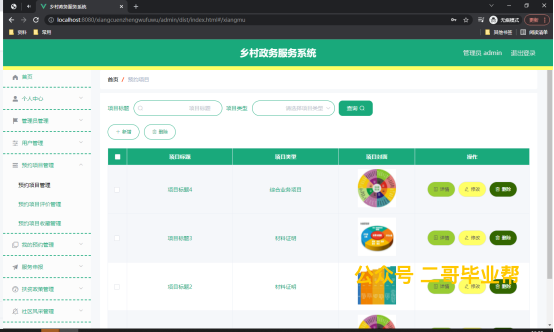 乡村政务服务系统
localhost:8080/xiangcunzhengwufuwu/admin/dist/index.html#/xiangmu
无痕模式
更新
资料
常用
其他书签
阅读清单
乡村政务服务系统
管理员 admin
退出登录
首页
个人中心
管理员管理
用户管理
预约项目管理
预约项目管理
预约项目评价管理
预约项目收藏管理
我的预约管理
服务申报
扶贫政策管理
社区风采管理
首页 / 预约项目
项目标题 项目标题 项目类型 请选择项目类型 查询
+ 新增 删除
项目标题 项目类型 项目封面 操作
项目标题4 综合业务项目 详情 修改 删除
项目标题3 材料证明 详情 修改 删除
项目标题2 材料证明 删除
公众号 二哥毕业帮